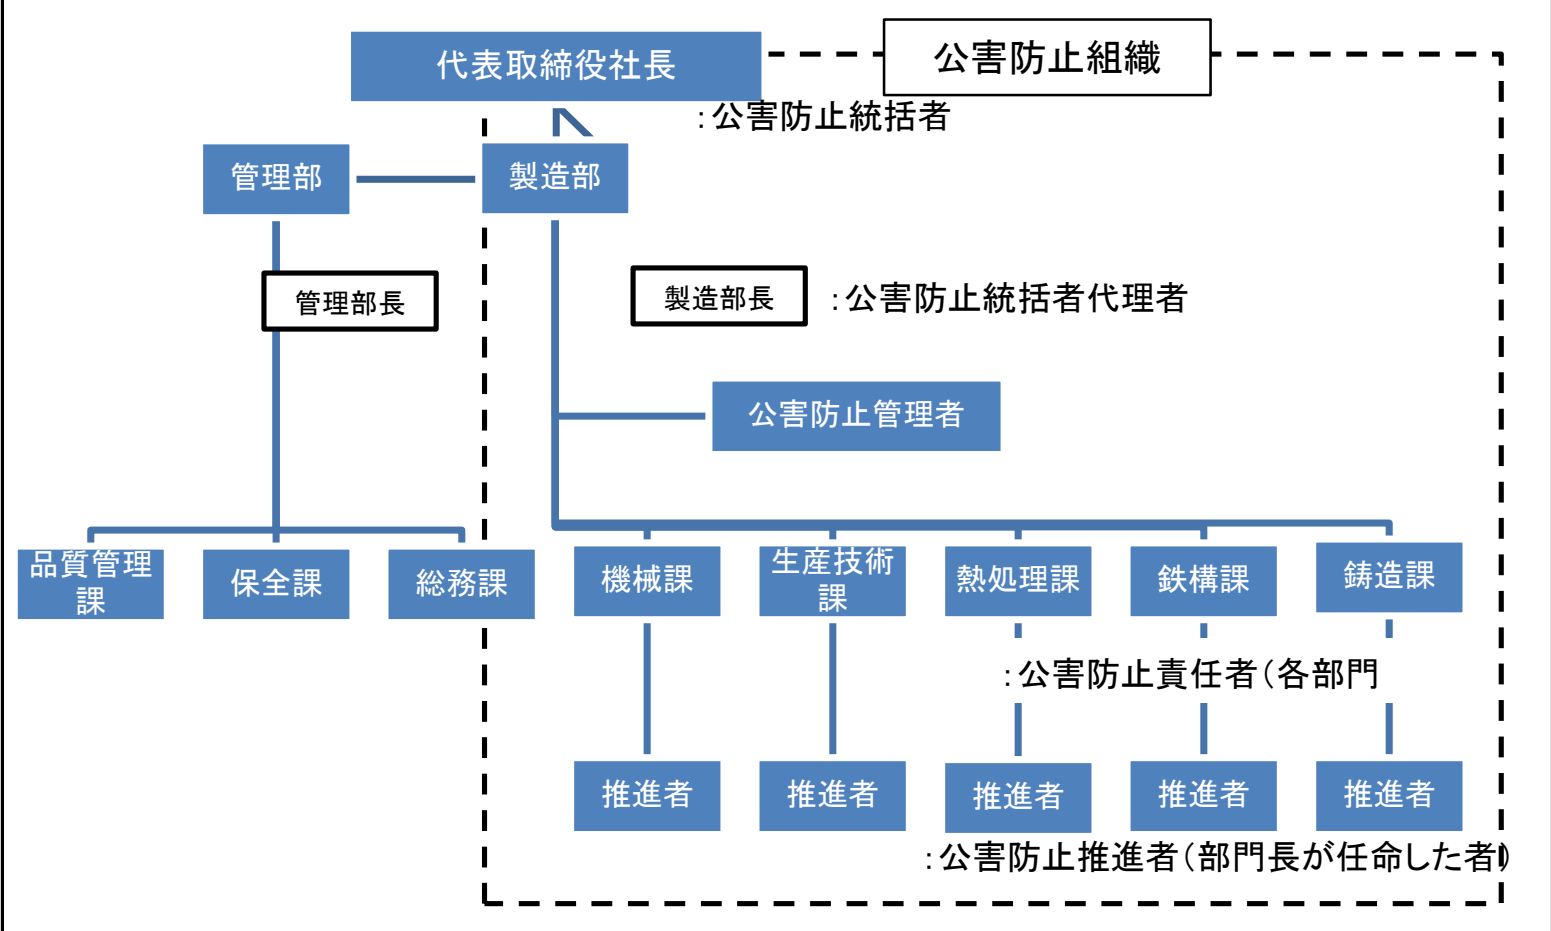 代表取締役社長
公害防止組織
：公害防止統括者
管理部
製造部
管理部長
製造部長
：公害防止統括者代理者
公害防止管理者
品質管理
課
保全課
総務課
機械課
生産技術
課
熱処理課
鉄構課
鋳造課
：公害防止責任者（各部門
推進者
推進者
推進者
推進者
推進者
：公害防止推進者（部門長が任命した者）